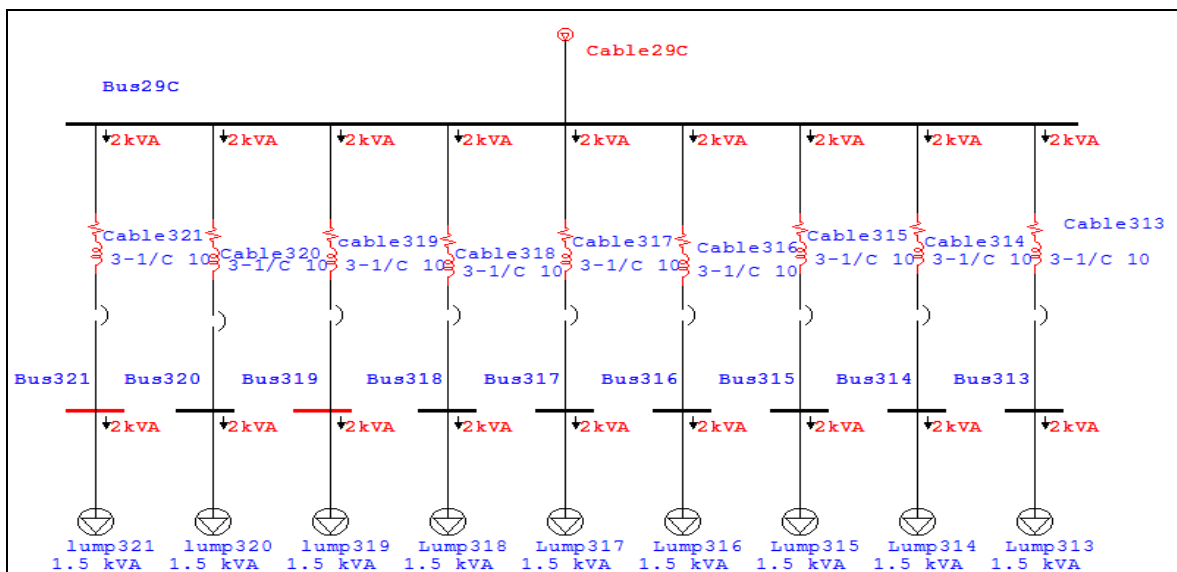 Cable29C
Bus29C
2kVA 2kVA 2kVA 2kVA 2kVA 2kVA 2kVA 2kVA 2kVA
Cable321 Cable320 cable319 Cable318 Cable317 Cable316 Cable315 Cable314 Cable313
3-1/C 10 3-1/C 10 3-1/C 10 3-1/C 10 3-1/C 10 3-1/C 10 3-1/C 10 3-1/C 10 3-1/C 10
Bus321 Bus320 Bus319 Bus318 Bus317 Bus316 Bus315 Bus314 Bus313
2kVA 2kVA 2kVA 2kVA 2kVA 2kVA 2kVA 2kVA 2kVA
lump321 lump320 lump319 Lump318 Lump317 Lump316 Lump315 Lump314 Lump313
1.5 kVA 1.5 kVA 1.5 kVA 1.5 kVA 1.5 kVA 1.5 kVA 1.5 kVA 1.5 kVA 1.5 kVA